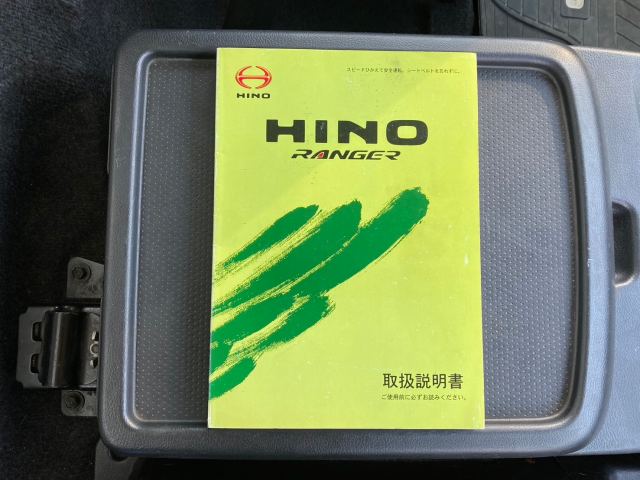 スピードひかえて安全運転、シートベルトを忘れずに。
HINO
HINO
RANGER
取扱説明書
ご使用前に必ずお読みください。